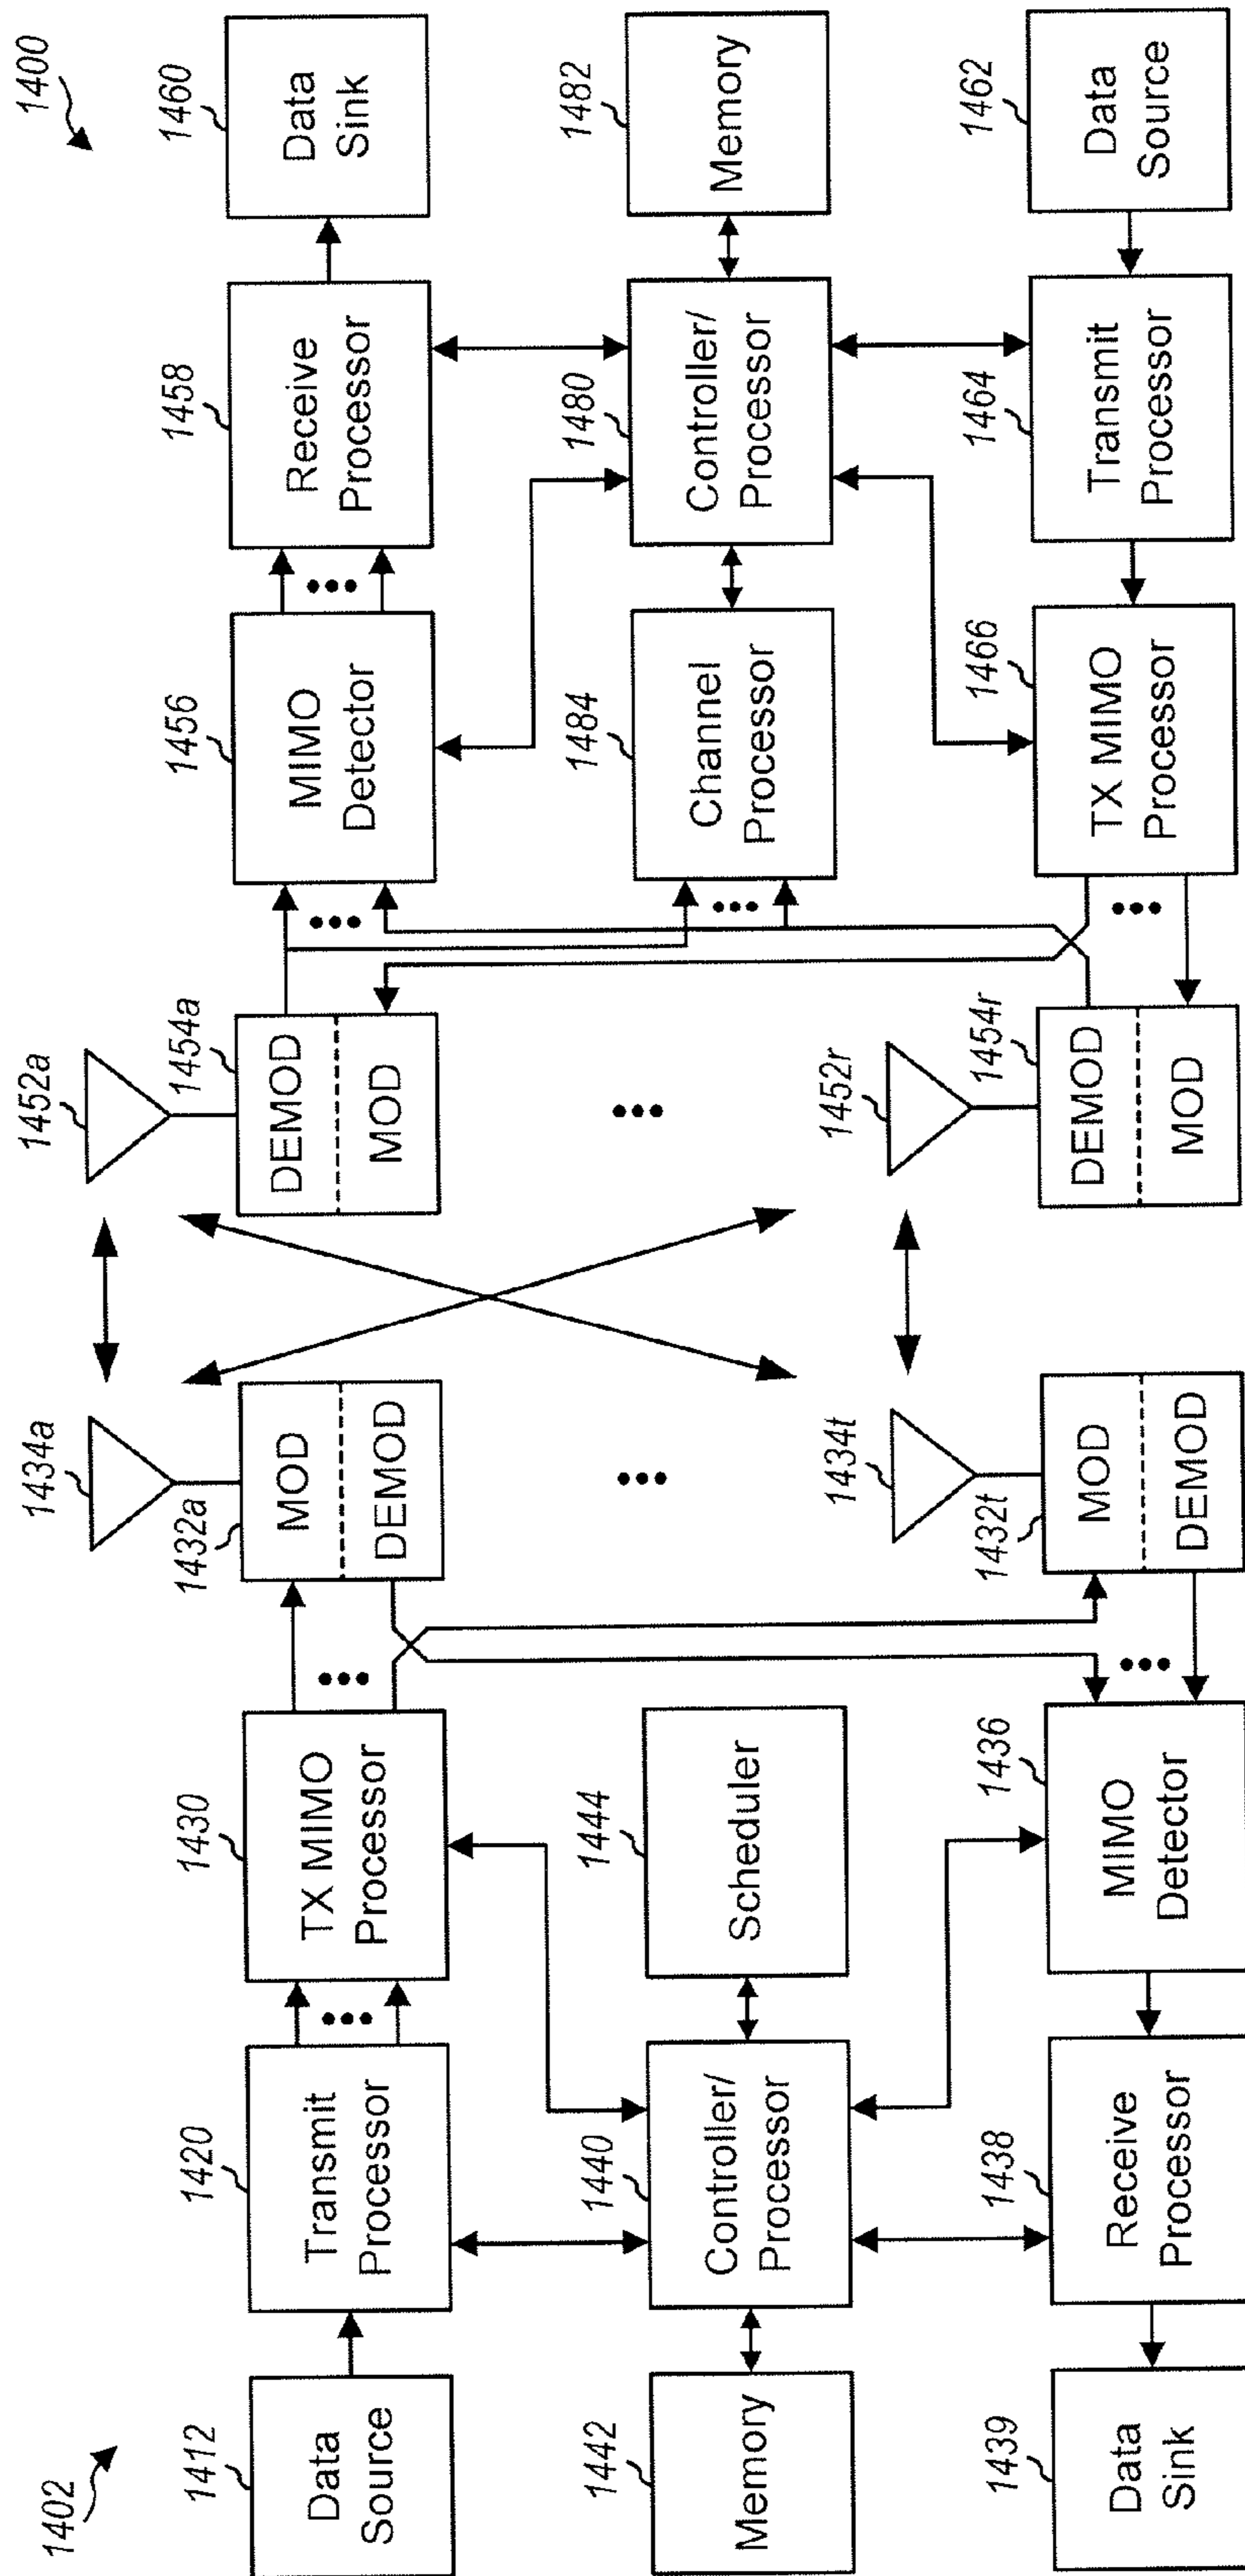 1402
1412
Data
Source
1420
Transmit
Processor
1430
TX MIMO
Processor
1432a
MOD
DEMOD
1434a
1442
Memory
1440
Controller/
Processor
1444
Scheduler
1439
Data
Sink
1438
Receive
Processor
1436
MIMO
Detector
1432t
MOD
DEMOD
1434t
1400
1452a
1454a
DEMOD
MOD
1456
MIMO
Detector
1458
Receive
Processor
1460
Data
Sink
1484
Channel
Processor
1480
Controller/
Processor
1482
Memory
1452r
1454r
DEMOD
MOD
1466
TX MIMO
Processor
1464
Transmit
Processor
1462
Data
Source